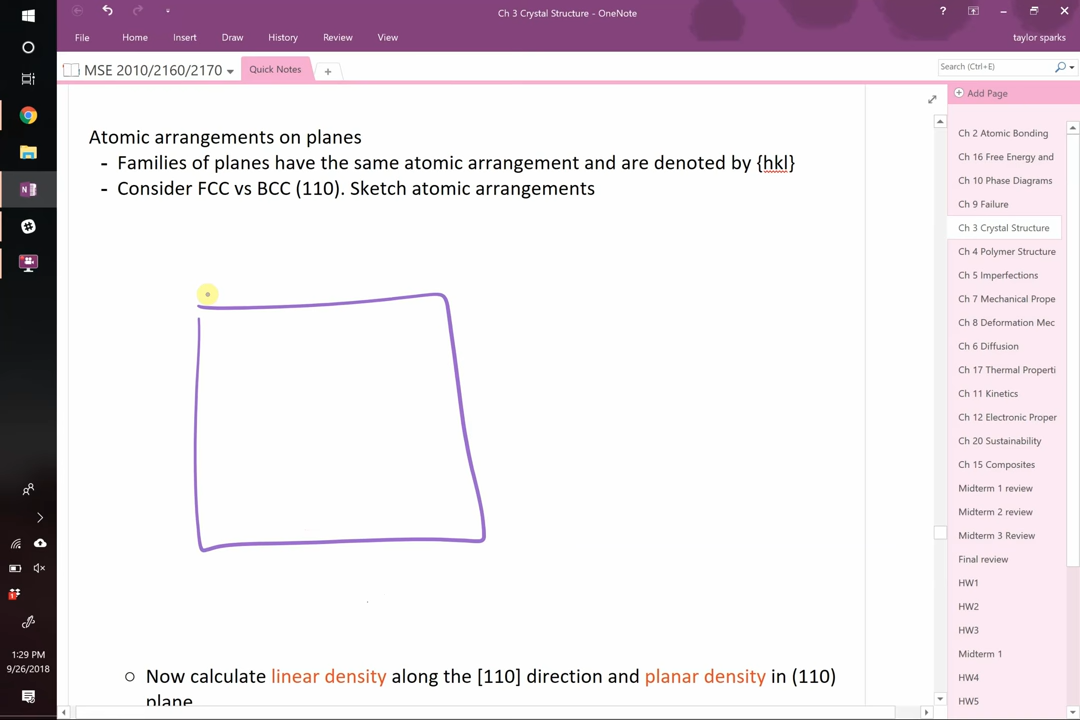 Ch 3 Crystal Structure - OneNote
?
File
Home
Insert
Draw
History
Review
View
taylor sparks
MSE 2010/2160/2170
Quick Notes
+
Search (Ctrl+E)
Add Page
Atomic arrangements on planes
- Families of planes have the same atomic arrangement and are denoted by {hkl}
- Consider FCC vs BCC (110). Sketch atomic arrangements
Now calculate linear density along the [110] direction and planar density in (110)
plane
Ch 2 Atomic Bonding
Ch 16 Free Energy and
Ch 10 Phase Diagrams
Ch 9 Failure
Ch 3 Crystal Structure
Ch 4 Polymer Structure
Ch 5 Imperfections
Ch 7 Mechanical Prope
Ch 8 Deformation Mec
Ch 6 Diffusion
Ch 17 Thermal Properti
Ch 11 Kinetics
Ch 12 Electronic Proper
Ch 20 Sustainability
Ch 15 Composites
Midterm 1 review
Midterm 2 review
Midterm 3 Review
Final review
HW1
HW2
HW3
Midterm 1
HW4
HW5
1:29 PM
9/26/2018